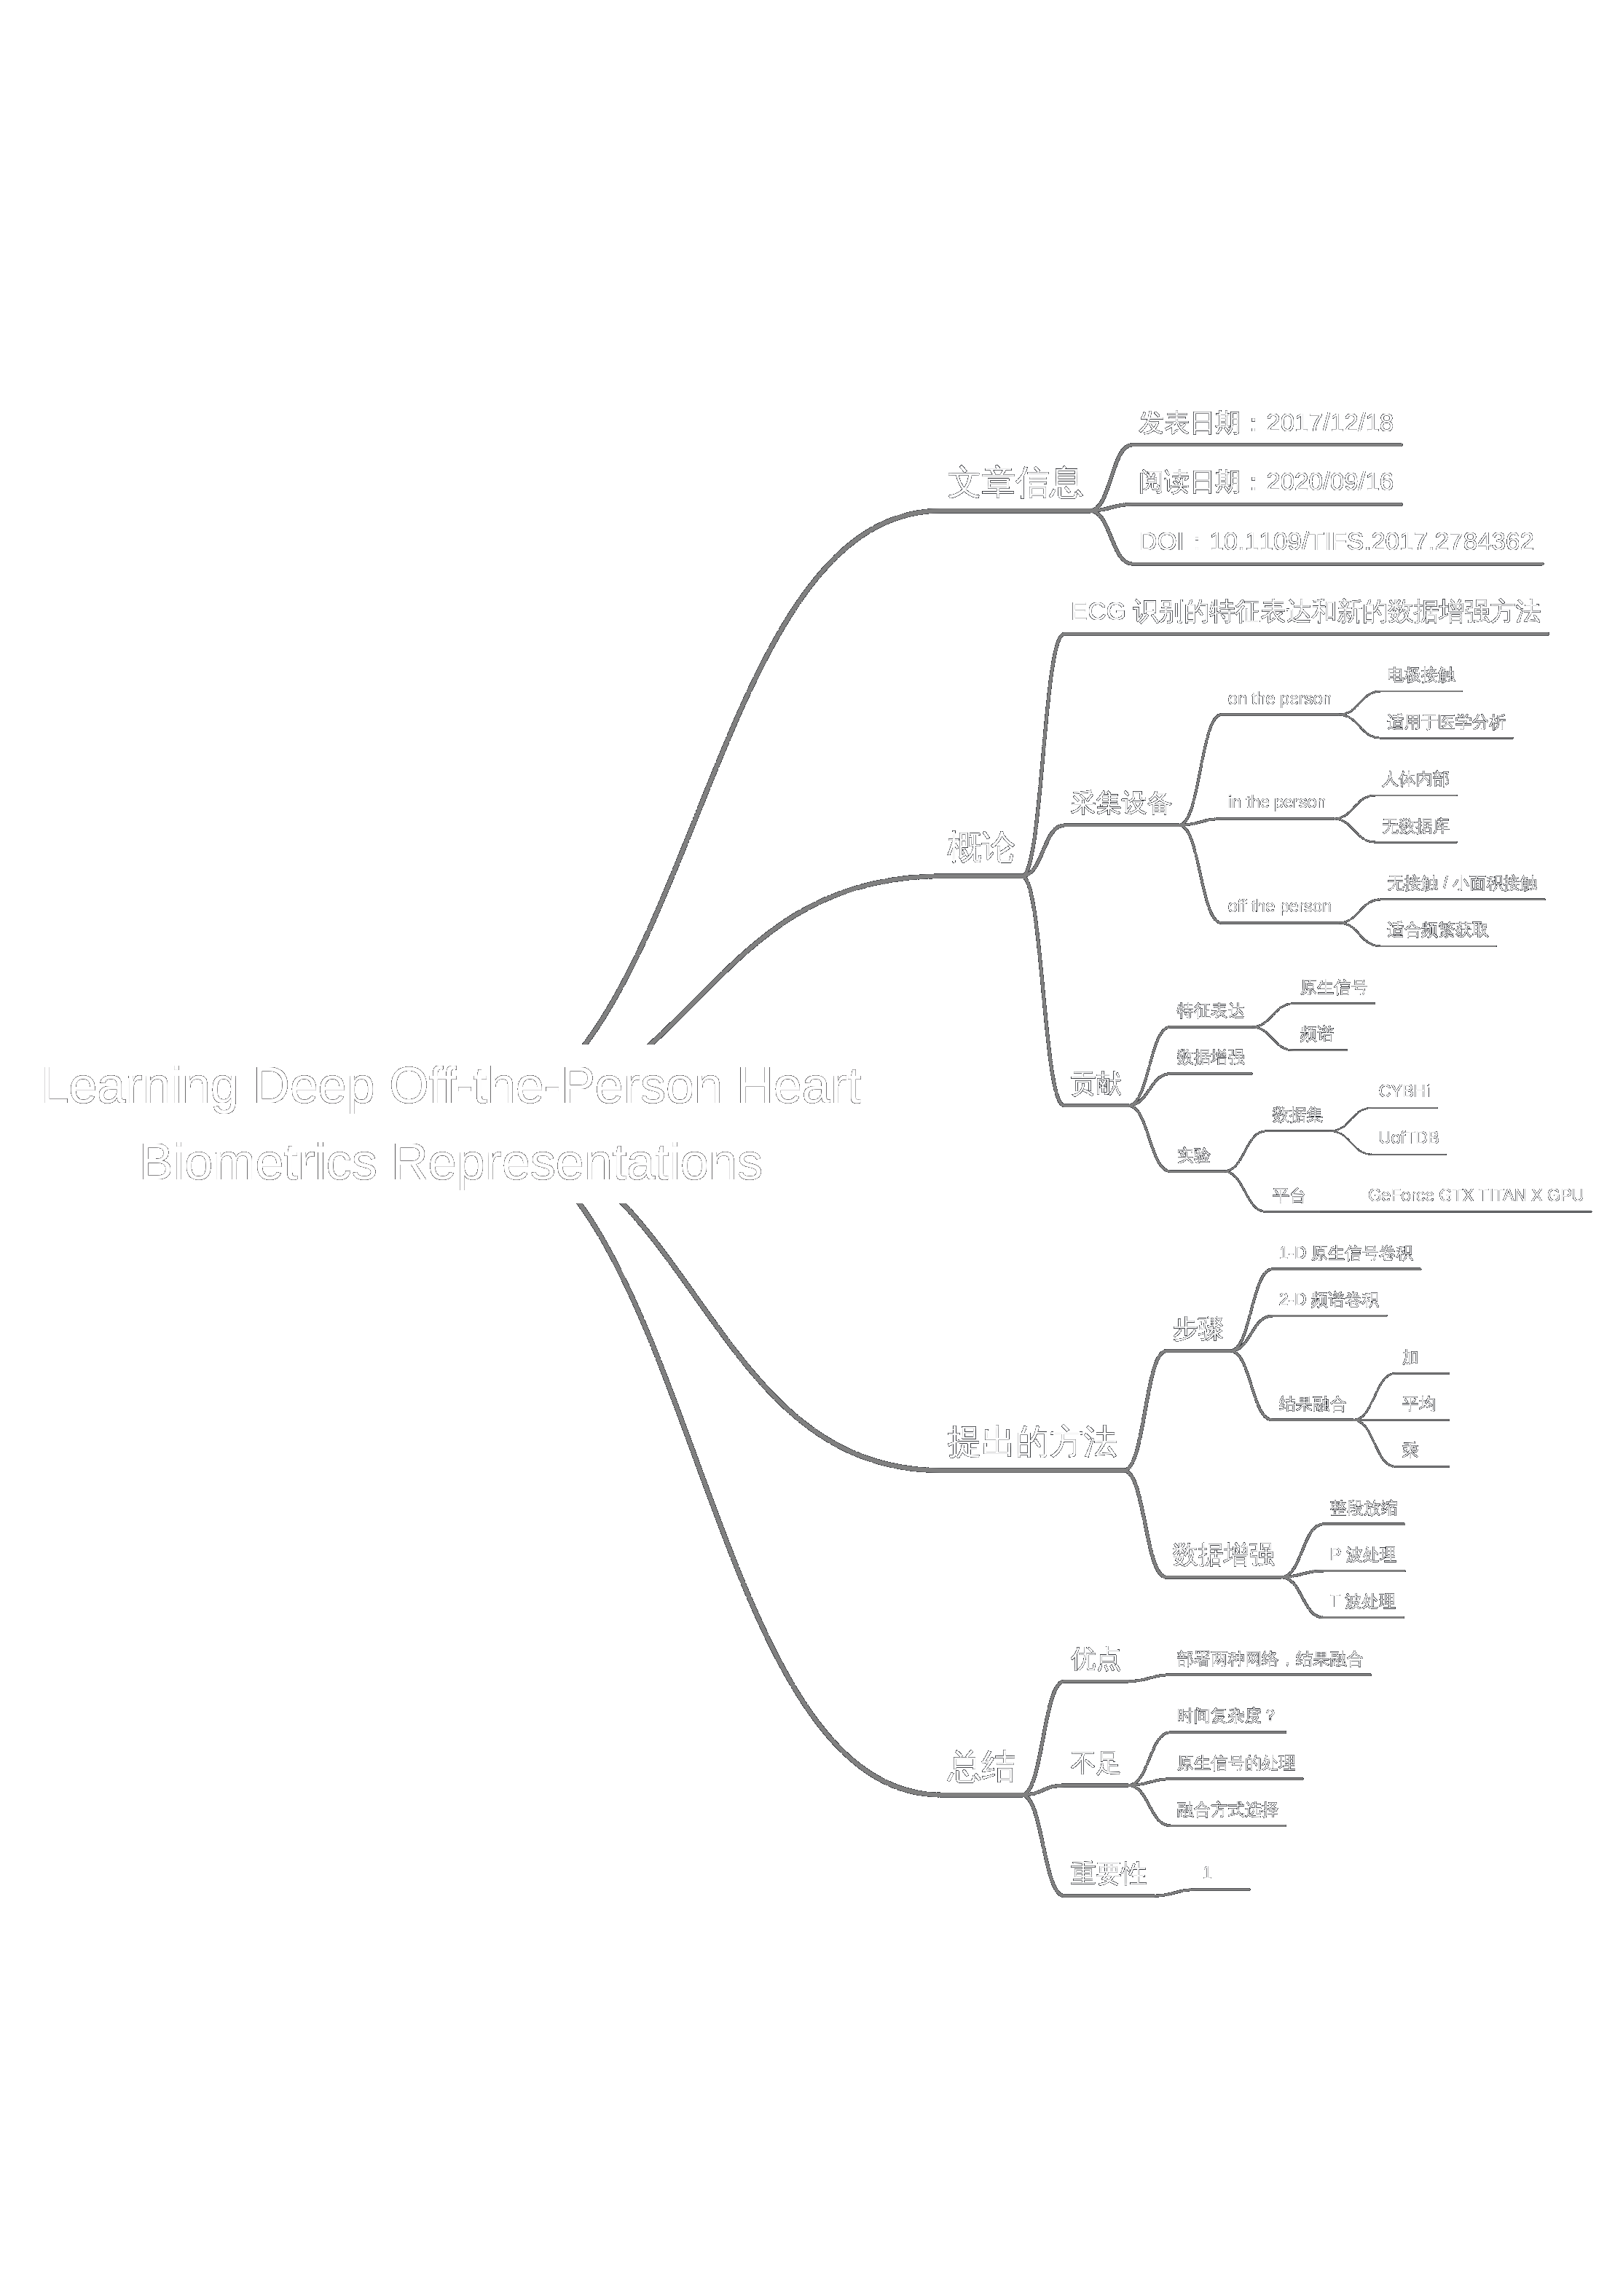 Learning Deep Off-the-Person Heart
Biometrics Representations
文章信息
发表日期：2017/12/18
阅读日期：2020/09/16
DOI：10.1109/TIFS.2017.2784362
概论
ECG 识别的特征表达和新的数据增强方法
采集设备
on the person
电极接触
适用于医学分析
in the person
人体内部
无数据库
off the person
无接触 / 小面积接触
适合频繁获取
贡献
特征表达
原生信号
频谱
数据增强
实验
数据集
CYBHi
UofTDB
平台
GeForce GTX TITAN X GPU
提出的方法
步骤
1-D 原生信号卷积
2-D 频谱卷积
结果融合
加
平均
乘
数据增强
整段放缩
P 波处理
T 波处理
总结
优点
部署两种网络，结果融合
不足
时间复杂度？
原生信号的处理
融合方式选择
重要性
1